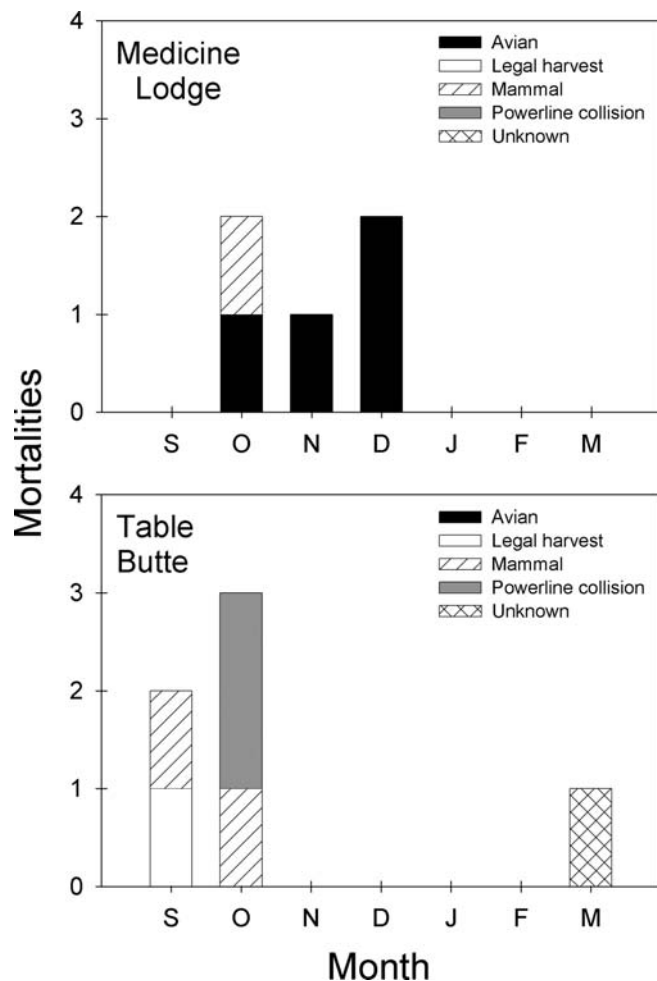 Mortalities
Medicine
Lodge
Avian
Legal harvest
Mammal
Powerline collision
Unknown
4
3
2
1
0
S O N D J F M
Table
Butte
Avian
Legal harvest
Mammal
Powerline collision
Unknown
4
3
2
1
0
S O N D J F M
Month